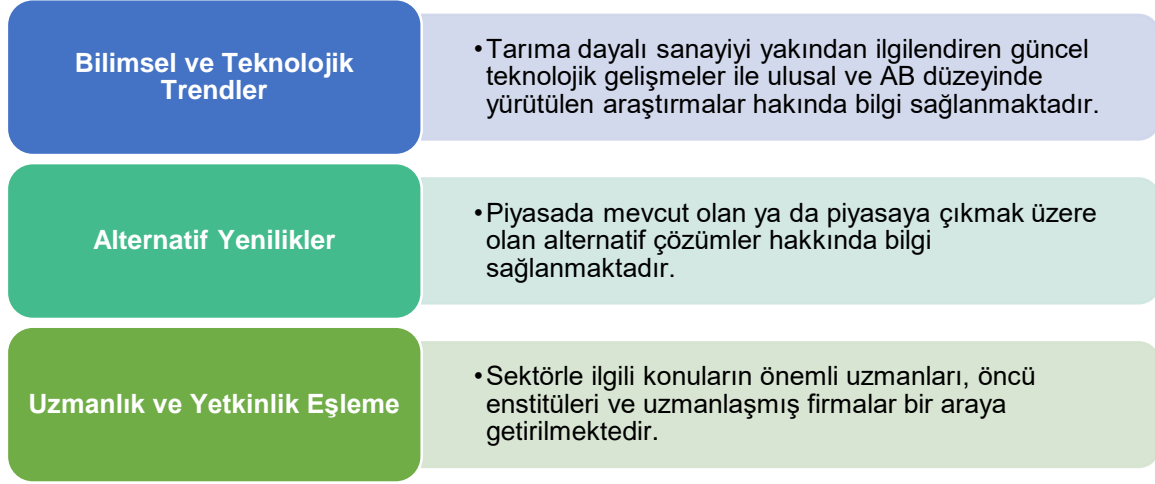 Bilimsel ve Teknolojik
Trendler
•Tarıma dayalı sanayiyi yakından ilgilendiren güncel
teknolojik gelişmeler ile ulusal ve AB düzeyinde
yürütülen araştırmalar hakında bilgi sağlanmaktadır.
Alternatif Yenilikler
•Piyasada mevcut olan ya da piyasaya çıkmak üzere
olan alternatif çözümler hakkında bilgi
sağlanmaktadır.
Uzmanlık ve Yetkinlik Eşleme
•Sektörle ilgili konuların önemli uzmanları, öncü
enstitüleri ve uzmanlaşmış firmalar bir araya
getirilmektedir.